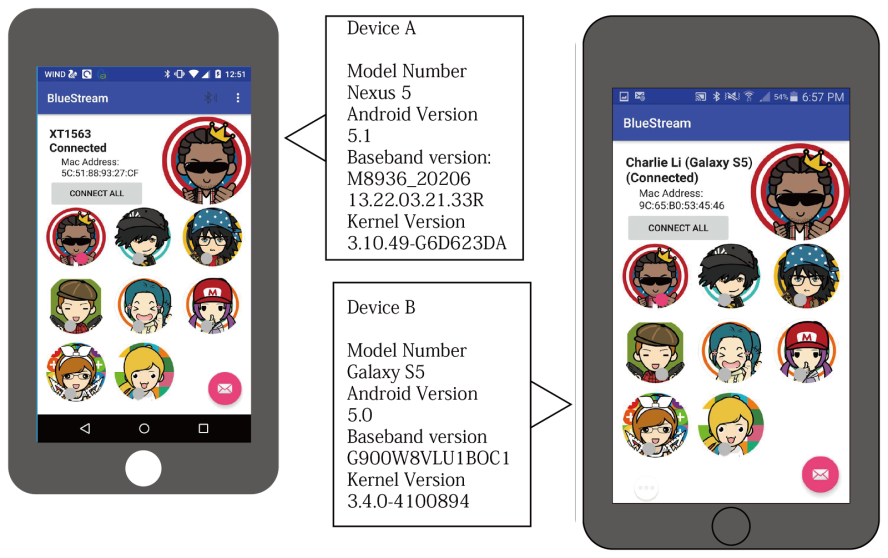 WIND 12:51
BlueStream
XT1563
Connected
Mac Address:
5C:51:88:93:27:CF
CONNECT ALL
M
Device A
Model Number
Nexus 5
Android Version
5.1
Baseband version:
M8936_20206
13.22.03.21.33R
Kernel Version
3.10.49-G6D623DA
Device B
Model Number
Galaxy S5
Android Version
5.0
Baseband version
G900W8VLU1BOC1
Kernel Version
3.4.0-4100894
54% 6:57 PM
BlueStream
Charlie Li (Galaxy S5)
(Connected)
Mac Address:
9C:65:B0:53:45:46
CONNECT ALL
M